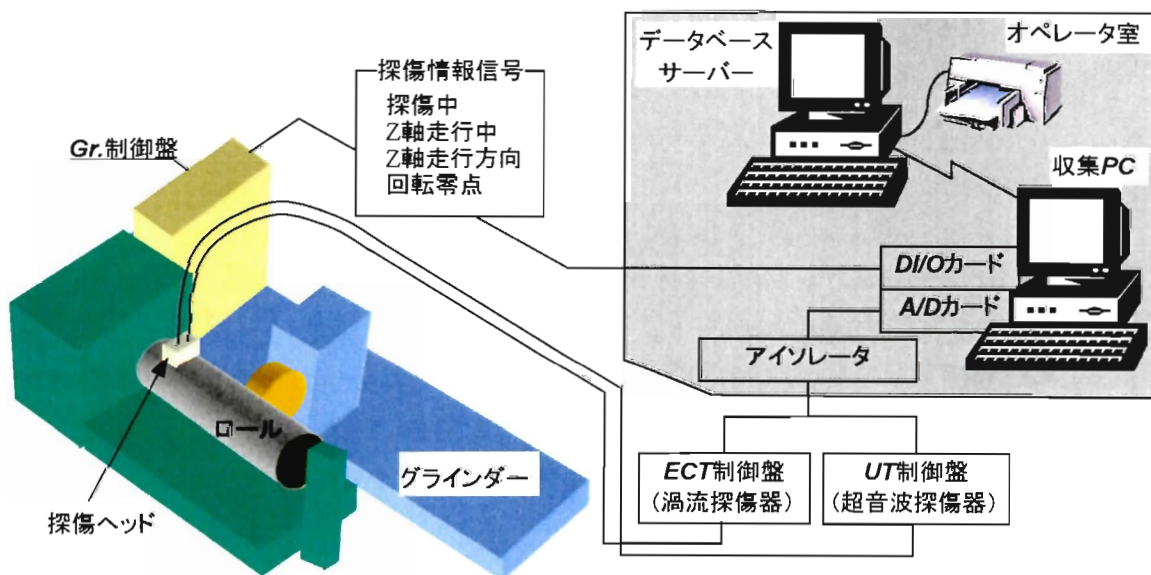 探傷情報信号
探傷中
Z軸走行中
Z軸走行方向
回転零点
Gr.制御盤
ロール
グラインダー
探傷ヘッド
データベース
サーバー
オペレータ室
収集PC
DI/Oカード
A/Dカード
アイソレータ
ECT制御盤
(渦流探傷器)
UT制御盤
(超音波探傷器)